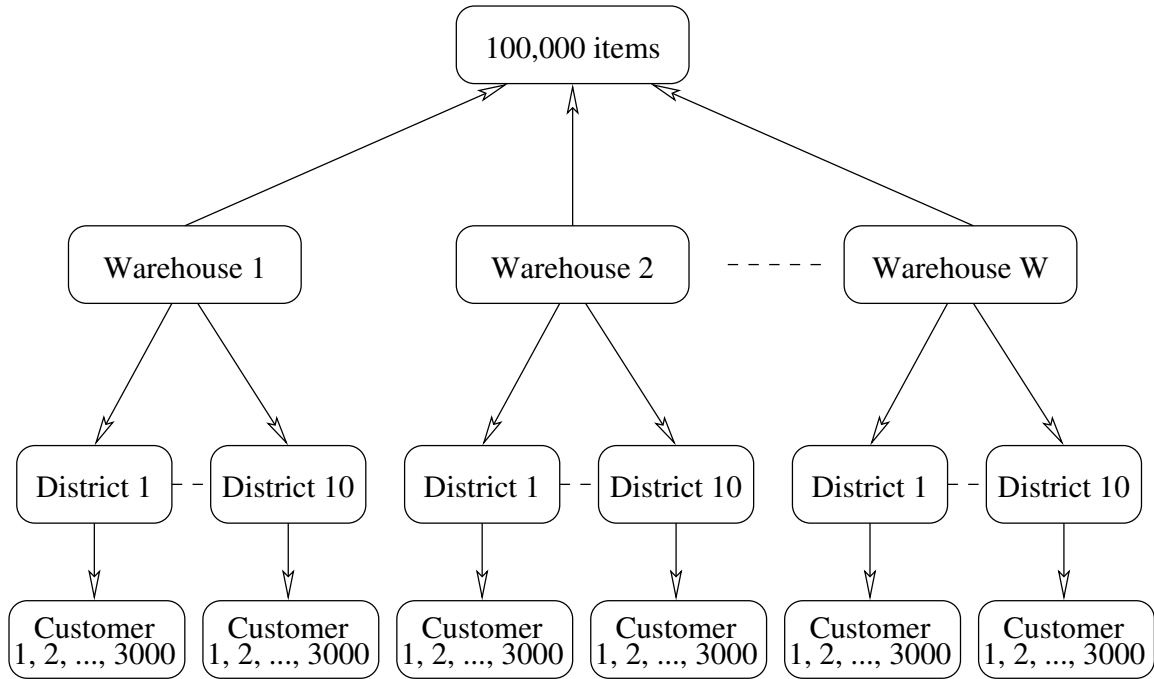 100,000 items
Warehouse 1
Warehouse 2
Warehouse W
District 1
District 10
District 1
District 10
District 1
District 10
Customer
1, 2, ..., 3000
Customer
1, 2, ..., 3000
Customer
1, 2, ..., 3000
Customer
1, 2, ..., 3000
Customer
1, 2, ..., 3000
Customer
1, 2, ..., 3000